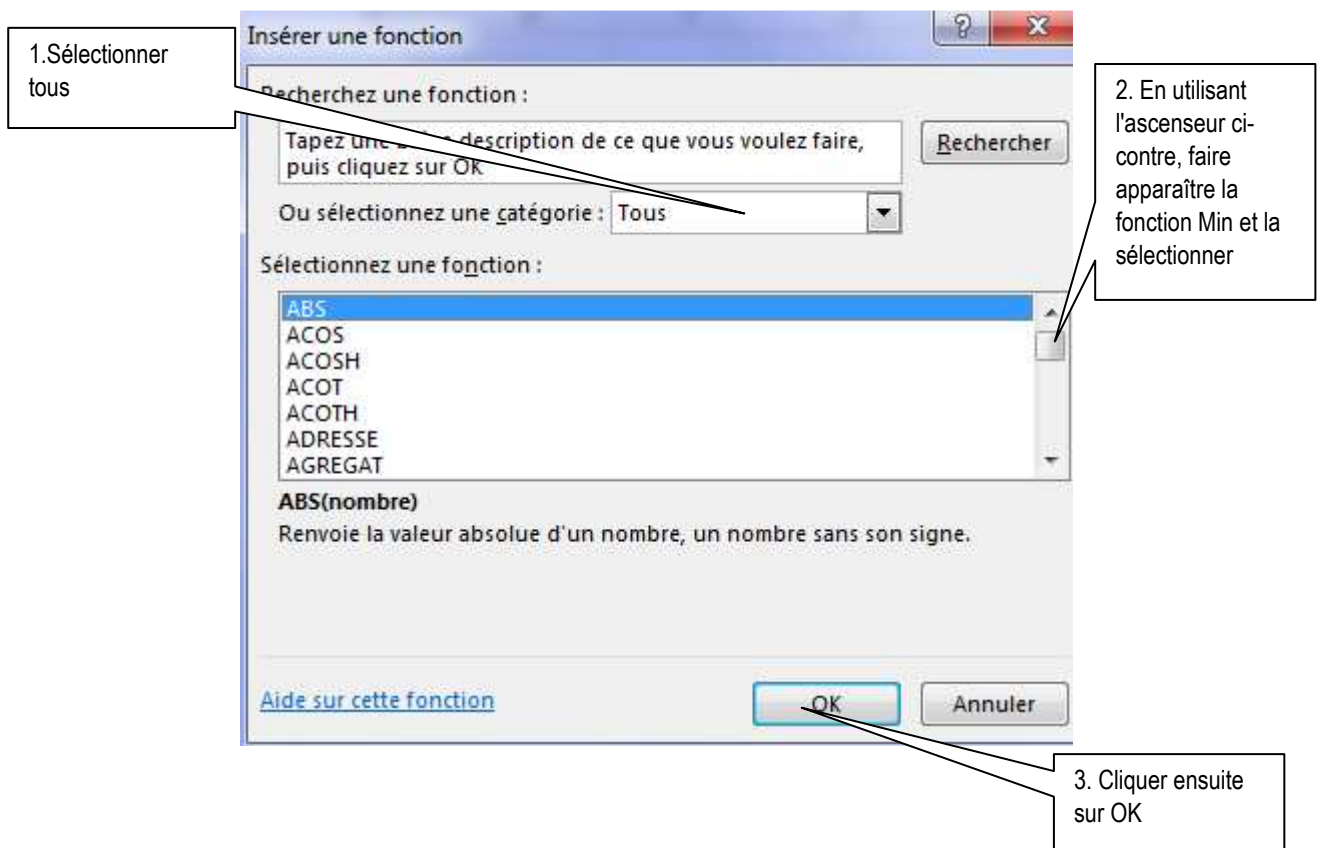 Insérer une fonction
1.Sélectionner
tous
Recherchez une fonction :
Tapez une description de ce que vous voulez faire,
puis cliquez sur OK
Rechercher
Ou sélectionnez une catégorie : Tous
2. En utilisant
l'ascenseur ci-
contre, faire
apparaître la
fonction Min et la
sélectionner
Sélectionnez une fonction :
ABS
ACOS
ACOSH
ACOT
ACOTH
ADRESSE
AGREGAT
ABS(nombre)
Renvoie la valeur absolue d'un nombre, un nombre sans son signe.
Aide sur cette fonction
OK
Annuler
3. Cliquer ensuite
sur OK